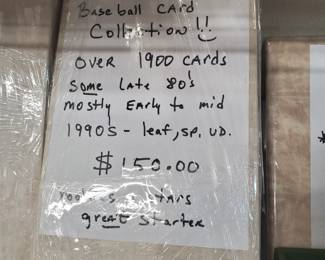 Baseball CARD
Collection!!
OVER 1900 CARDS
Some Late 80's
mostly EARLy to mid
1990s - leaf, SP, UD.
$150.00
great starter
*